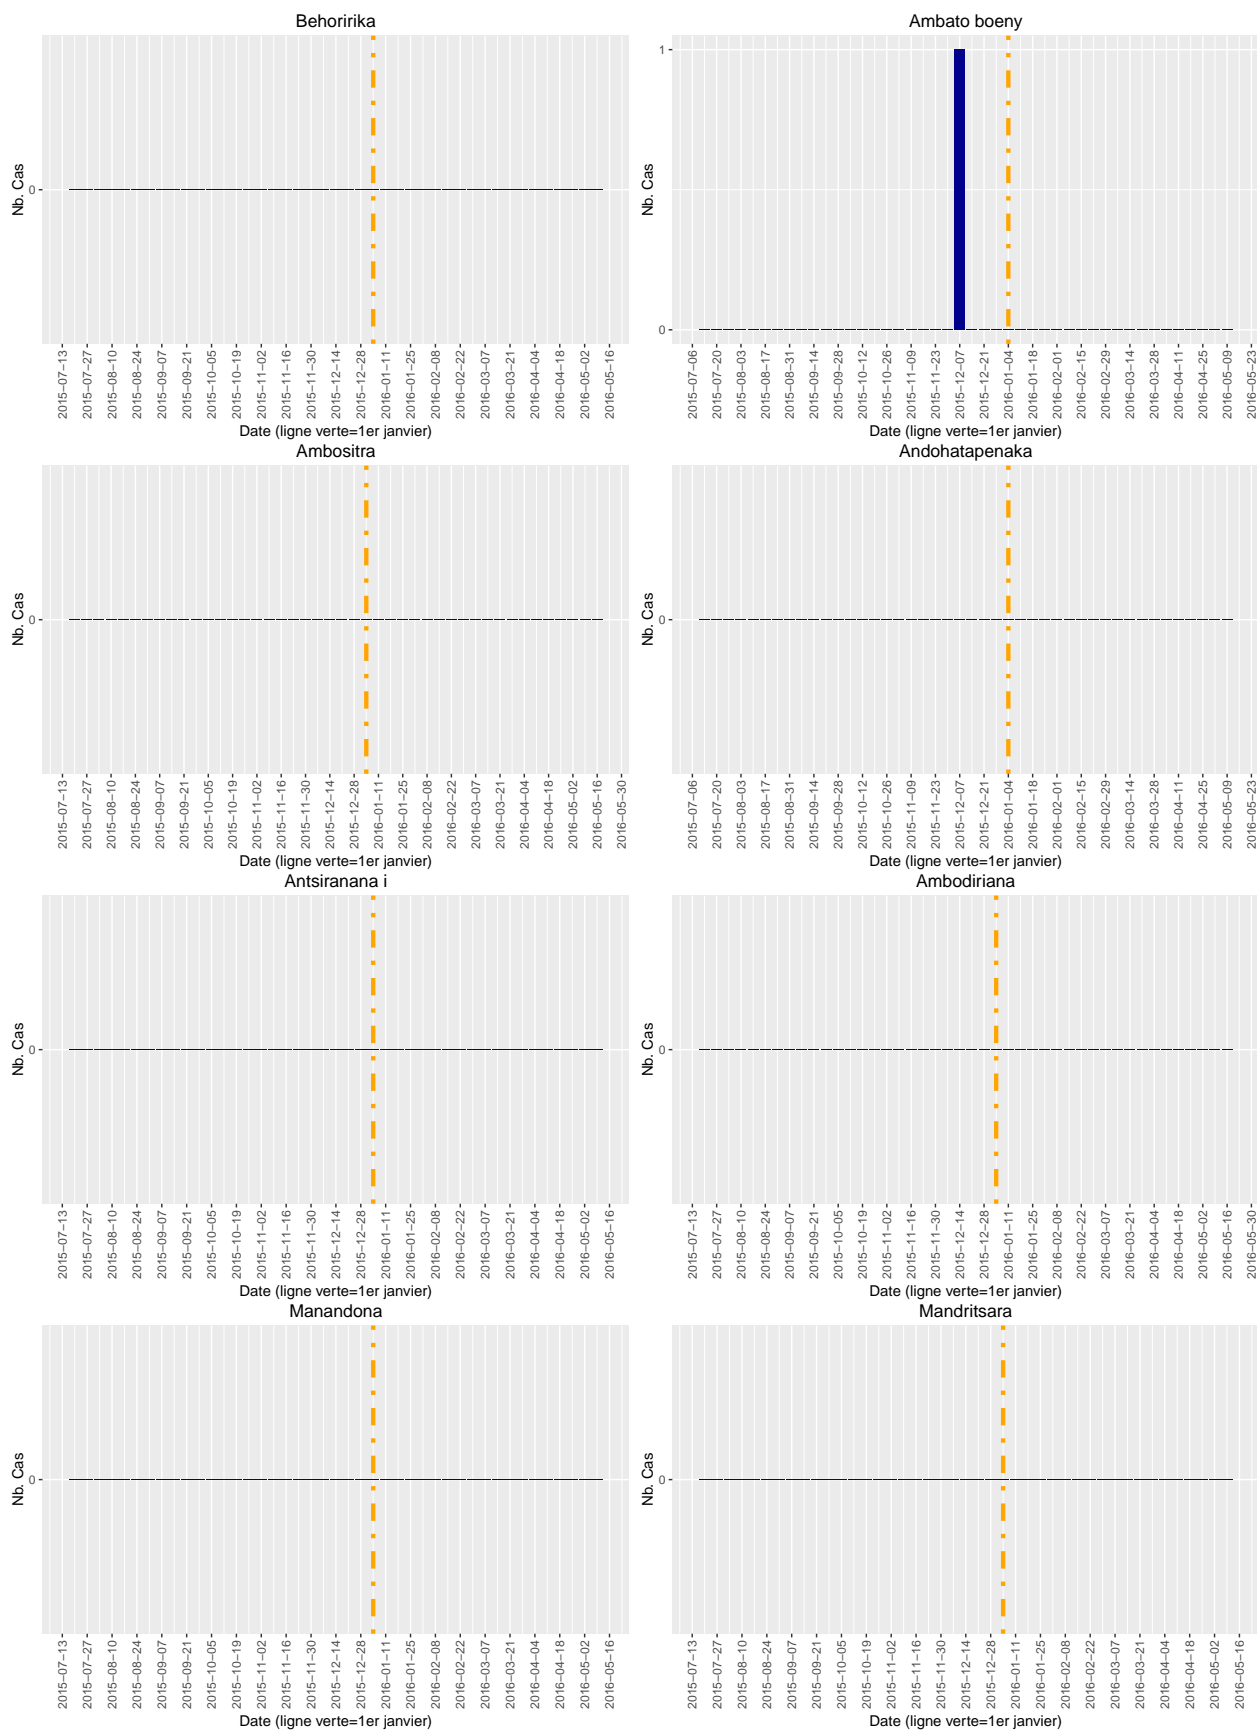 Behoririka
Nb. Cas
0
2015−07−13 2015−07−27 2015−08−10 2015−08−24 2015−09−07 2015−09−21 2015−10−05 2015−10−19 2015−11−02 2015−11−16 2015−11−30 2015−12−14 2015−12−28 2016−01−11 2016−01−25 2016−02−08 2016−02−22 2016−03−07 2016−03−21 2016−04−04 2016−04−18 2016−05−02 2016−05−16
Date (ligne verte=1er janvier)
Ambato boeny
Nb. Cas
1
0
2015−07−06 2015−07−20 2015−08−03 2015−08−17 2015−08−31 2015−09−14 2015−09−28 2015−10−12 2015−10−26 2015−11−09 2015−11−23 2015−12−07 2015−12−21 2016−01−04 2016−01−18 2016−02−01 2016−02−15 2016−02−29 2016−03−14 2016−03−28 2016−04−11 2016−04−25 2016−05−09 2016−05−23
Date (ligne verte=1er janvier)
Ambositra
Nb. Cas
0
2015−07−13 2015−07−27 2015−08−10 2015−08−24 2015−09−07 2015−09−21 2015−10−05 2015−10−19 2015−11−02 2015−11−16 2015−11−30 2015−12−14 2015−12−28 2016−01−11 2016−01−25 2016−02−08 2016−02−22 2016−03−07 2016−03−21 2016−04−04 2016−04−18 2016−05−02 2016−05−16 2016−05−30
Date (ligne verte=1er janvier)
Andohatapenaka
Nb. Cas
0
2015−07−06 2015−07−20 2015−08−03 2015−08−17 2015−08−31 2015−09−14 2015−09−28 2015−10−12 2015−10−26 2015−11−09 2015−11−23 2015−12−07 2015−12−21 2016−01−04 2016−01−18 2016−02−01 2016−02−15 2016−02−29 2016−03−14 2016−03−28 2016−04−11 2016−04−25 2016−05−09 2016−05−23
Date (ligne verte=1er janvier)
Antsiranana i
Nb. Cas
0
2015−07−13 2015−07−27 2015−08−10 2015−08−24 2015−09−07 2015−09−21 2015−10−05 2015−10−19 2015−11−02 2015−11−16 2015−11−30 2015−12−14 2015−12−28 2016−01−11 2016−01−25 2016−02−08 2016−02−22 2016−03−07 2016−03−21 2016−04−04 2016−04−18 2016−05−02 2016−05−16
Date (ligne verte=1er janvier)
Ambodiriana
Nb. Cas
0
2015−07−13 2015−07−27 2015−08−10 2015−08−24 2015−09−07 2015−09−21 2015−10−05 2015−10−19 2015−11−02 2015−11−16 2015−11−30 2015−12−14 2015−12−28 2016−01−11 2016−01−25 2016−02−08 2016−02−22 2016−03−07 2016−03−21 2016−04−04 2016−04−18 2016−05−02 2016−05−16 2016−05−30
Date (ligne verte=1er janvier)
Manandona
Nb. Cas
0
2015−07−13 2015−07−27 2015−08−10 2015−08−24 2015−09−07 2015−09−21 2015−10−05 2015−10−19 2015−11−02 2015−11−16 2015−11−30 2015−12−14 2015−12−28 2016−01−11 2016−01−25 2016−02−08 2016−02−22 2016−03−07 2016−03−21 2016−04−04 2016−04−18 2016−05−02 2016−05−16
Date (ligne verte=1er janvier)
Mandritsara
Nb. Cas
0
2015−07−13 2015−07−27 2015−08−10 2015−08−24 2015−09−07 2015−09−21 2015−10−05 2015−10−19 2015−11−02 2015−11−16 2015−11−30 2015−12−14 2015−12−28 2016−01−11 2016−01−25 2016−02−08 2016−02−22 2016−03−07 2016−03−21 2016−04−04 2016−04−18 2016−05−02 2016−05−16
Date (ligne verte=1er janvier)